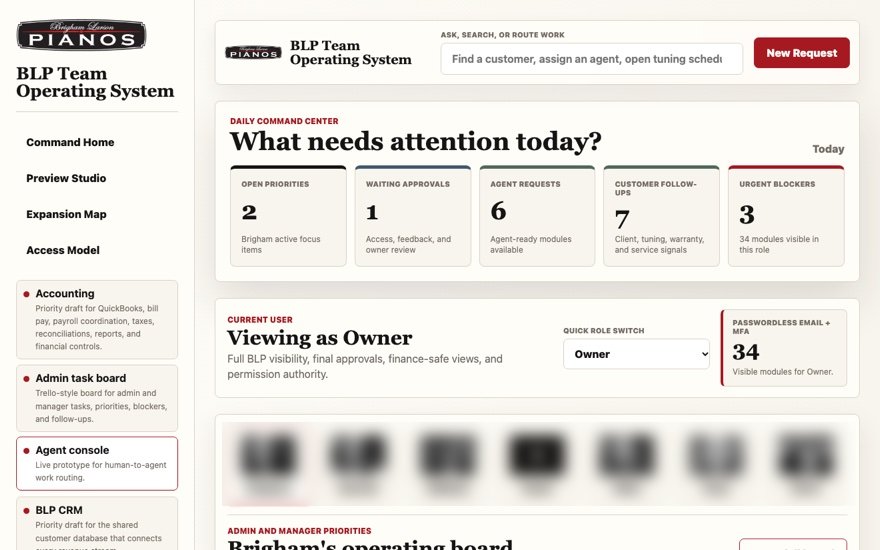 Brigham Larson
PIANOS
BLP Team
Operating System
Command Home
Preview Studio
Expansion Map
Access Model
Accounting
Priority draft for QuickBooks, bill
pay, payroll coordination, taxes,
reconciliations, reports, and
financial controls.
Admin task board
Trello-style board for admin and
manager tasks, priorities, blockers,
and follow-ups.
Agent console
Live prototype for human-to-agent
work routing.
BLP CRM
Priority draft for the shared
customer database that connects
Brigham Larson
PIANOS
BLP Team
Operating System
ASK, SEARCH, OR ROUTE WORK
Find a customer, assign an agent, open tuning schedu
New Request
DAILY COMMAND CENTER
What needs attention today?
Today
OPEN PRIORITIES
2
Brigham active focus
items
WAITING APPROVALS
1
Access, feedback, and
owner review
AGENT REQUESTS
6
Agent-ready modules
available
CUSTOMER FOLLOW-
UPS
7
Client, tuning, warranty,
and service signals
URGENT BLOCKERS
3
34 modules visible in
this role
CURRENT USER
Viewing as Owner
Full BLP visibility, final approvals, finance-safe views, and
permission authority.
QUICK ROLE SWITCH
Owner
PASSWORDLESS EMAIL +
MFA
34
Visible modules for Owner.
ADMIN AND MANAGER PRIORITIES
Brigham's operating board